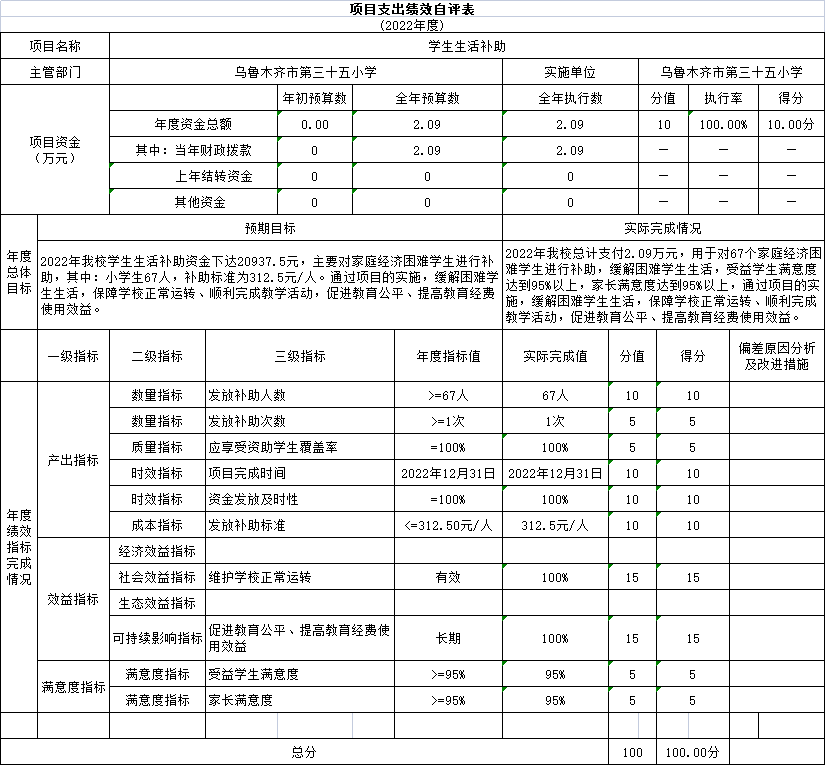 项目支出绩效自评表
(2022年度)
项目名称 学生生活补助
主管部门 乌鲁木齐市第三十五小学 实施单位 乌鲁木齐市第三十五小学
项目资金
（万元）
年初预算数 全年预算数 全年执行数 分值 执行率 得分
年度资金总额 0.00 2.09 2.09 10 100.00% 10.00分
其中：当年财政拨款 0 2.09 2.09 — — —
上年结转资金 0 0 0 — — —
其他资金 0 0 0 — — —
年度
总体
目标
预期目标 实际完成情况
2022年我校学生生活补助资金下达20937.5元，主要对家庭经济困难学生进行补
助，其中：小学生67人，补助标准为312.5元/人。通过项目的实施，缓解困难学
生生活，保障学校正常运转、顺利完成教学活动，促进教育公平、提高教育经费
使用效益。
2022年我校总计支付2.09万元，用于对67个家庭经济困
难学生进行补助，缓解困难学生生活，受益学生满意度
达到95%以上，家长满意度达到95%以上，通过项目的实
施，缓解困难学生生活，保障学校正常运转、顺利完成
教学活动，促进教育公平、提高教育经费使用效益。
一级指标 二级指标 三级指标 年度指标值 实际完成值 分值 得分 偏差原因分析
及改进措施
年度
绩效
指标
完成
情况
产出指标
数量指标 发放补助人数 >=67人 67人 10 10
数量指标 发放补助次数 >=1次 1次 5 5
质量指标 应享受资助学生覆盖率 =100% 100% 5 5
时效指标 项目完成时间 2022年12月31日 2022年12月31日 10 10
时效指标 资金发放及时性 =100% 100% 10 10
成本指标 发放补助标准 <=312.50元/人 312.5元/人 10 10
效益指标
经济效益指标
社会效益指标 维护学校正常运转 有效 100% 15 15
生态效益指标
可持续影响指标 促进教育公平、提高教育经费使
用效益 长期 100% 15 15
满意度指标
满意度指标 受益学生满意度 >=95% 95% 5 5
满意度指标 家长满意度 >=95% 95% 5 5
总分 100 100.00分